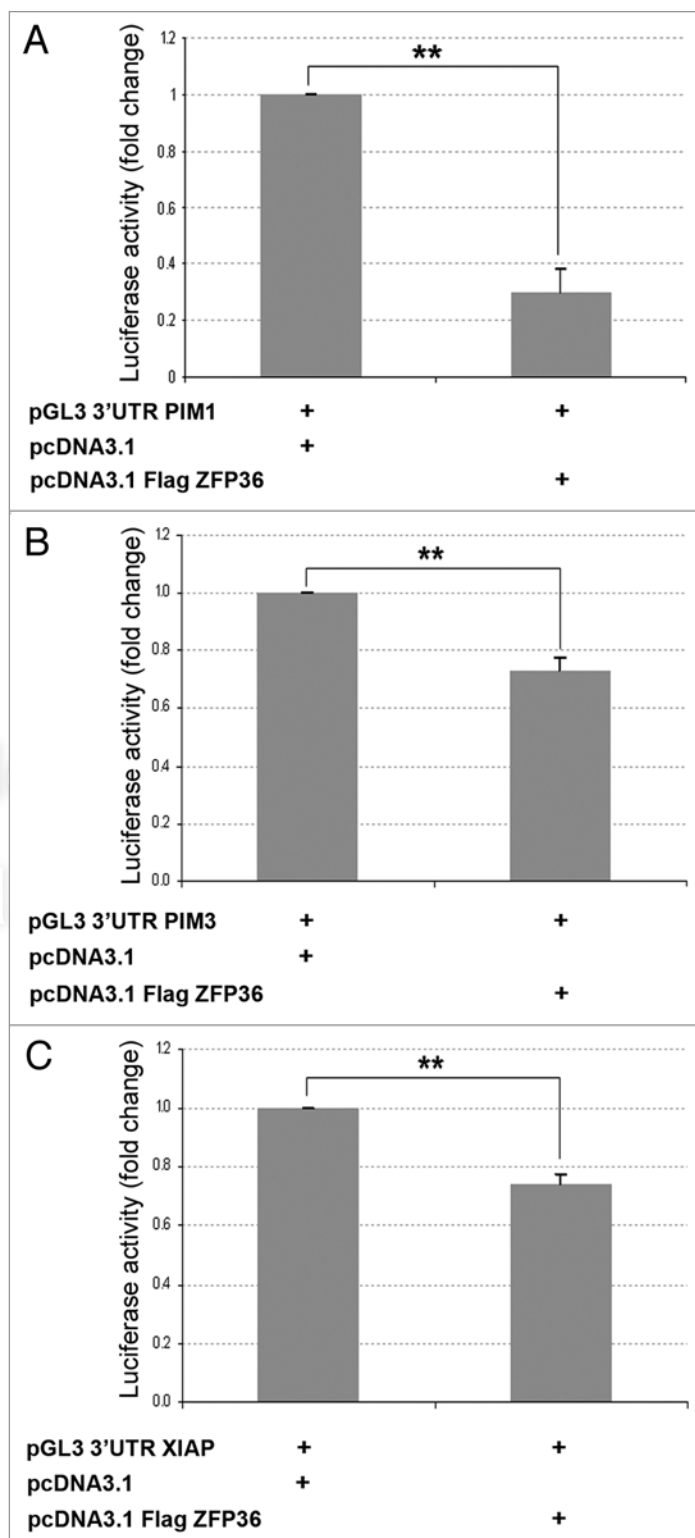 A
Luciferase activity (fold change)
1.2
1
0.8
0.6
0.4
0.2
0
**
pGL3 3’UTR PIM1 + +
pcDNA3.1 +
pcDNA3.1 Flag ZFP36 +
B
Luciferase activity (fold change)
1.2
1.0
0.8
0.6
0.4
0.2
0.0
**
pGL3 3’UTR PIM3 + +
pcDNA3.1 +
pcDNA3.1 Flag ZFP36 +
C
Luciferase activity (fold change)
1.2
1.0
0.8
0.6
0.4
0.2
0.0
**
pGL3 3’UTR XIAP + +
pcDNA3.1 +
pcDNA3.1 Flag ZFP36 +